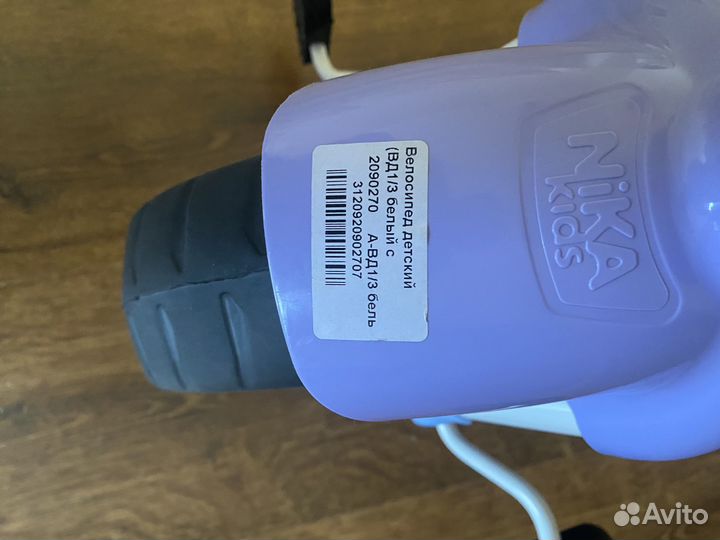 Велосипед детский
(ВД1/3 белый с
2090270 А-ВД1/3 бель
3120920902707
NiKA
kids
Avito